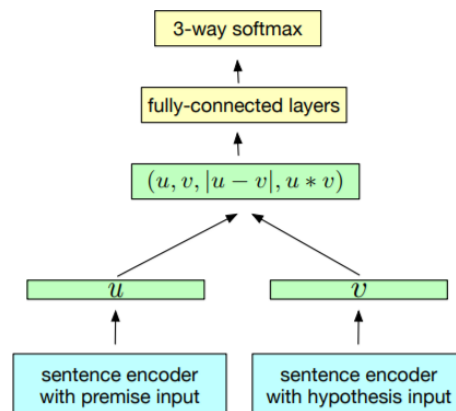 3-way softmax
fully-connected layers
(u, v, |u − v|, u ∗ v)
u
v
sentence encoder
with premise input
sentence encoder
with hypothesis input